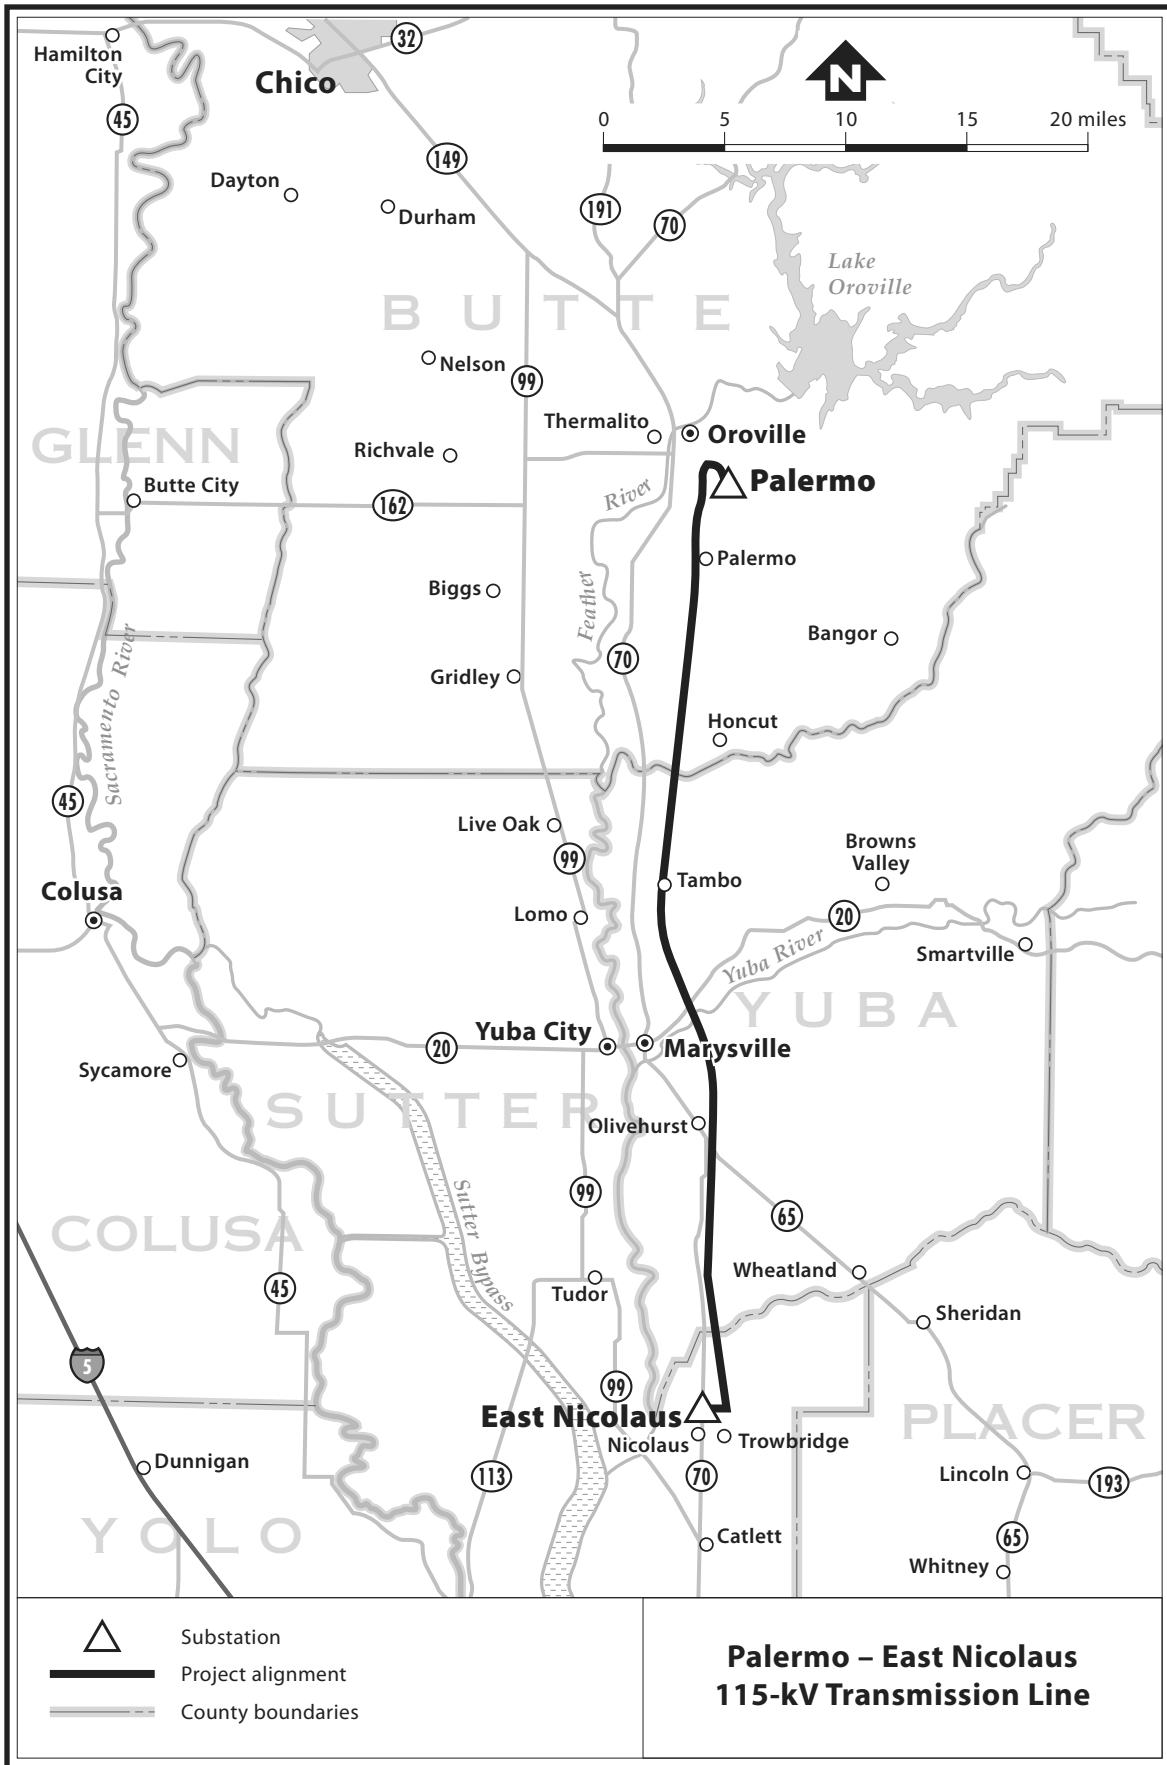 32
Hamilton
City
Chico
N
45
0 5 10 15 20 miles
149
Dayton
Durham
191
70
Lake
Oroville
BUTTE
Nelson
99
Thermalito
Oroville
GLENN
Richvale
Palermo
Butte City
River
162
Palermo
Biggs
Feather
Bangor
70
Sacramento River
Gridley
Honcut
45
Live Oak
99
Browns
Valley
Tambo
Colusa
Lomo
20
Yuba River
Smartville
YUBA
Yuba City
Marysville
20
Sycamore
SUTTER
Olivehurst
Sutter Bypass
99
65
COLUSA
Wheatland
45
Tudor
Sheridan
5
99
East Nicolaus
PLACER
Nicolaus
Trowbridge
Dunnigan
113
70
Lincoln
193
YOLO
Catlett
65
Whitney
Substation
Project alignment
County boundaries
Palermo – East Nicolaus
115-kV Transmission Line